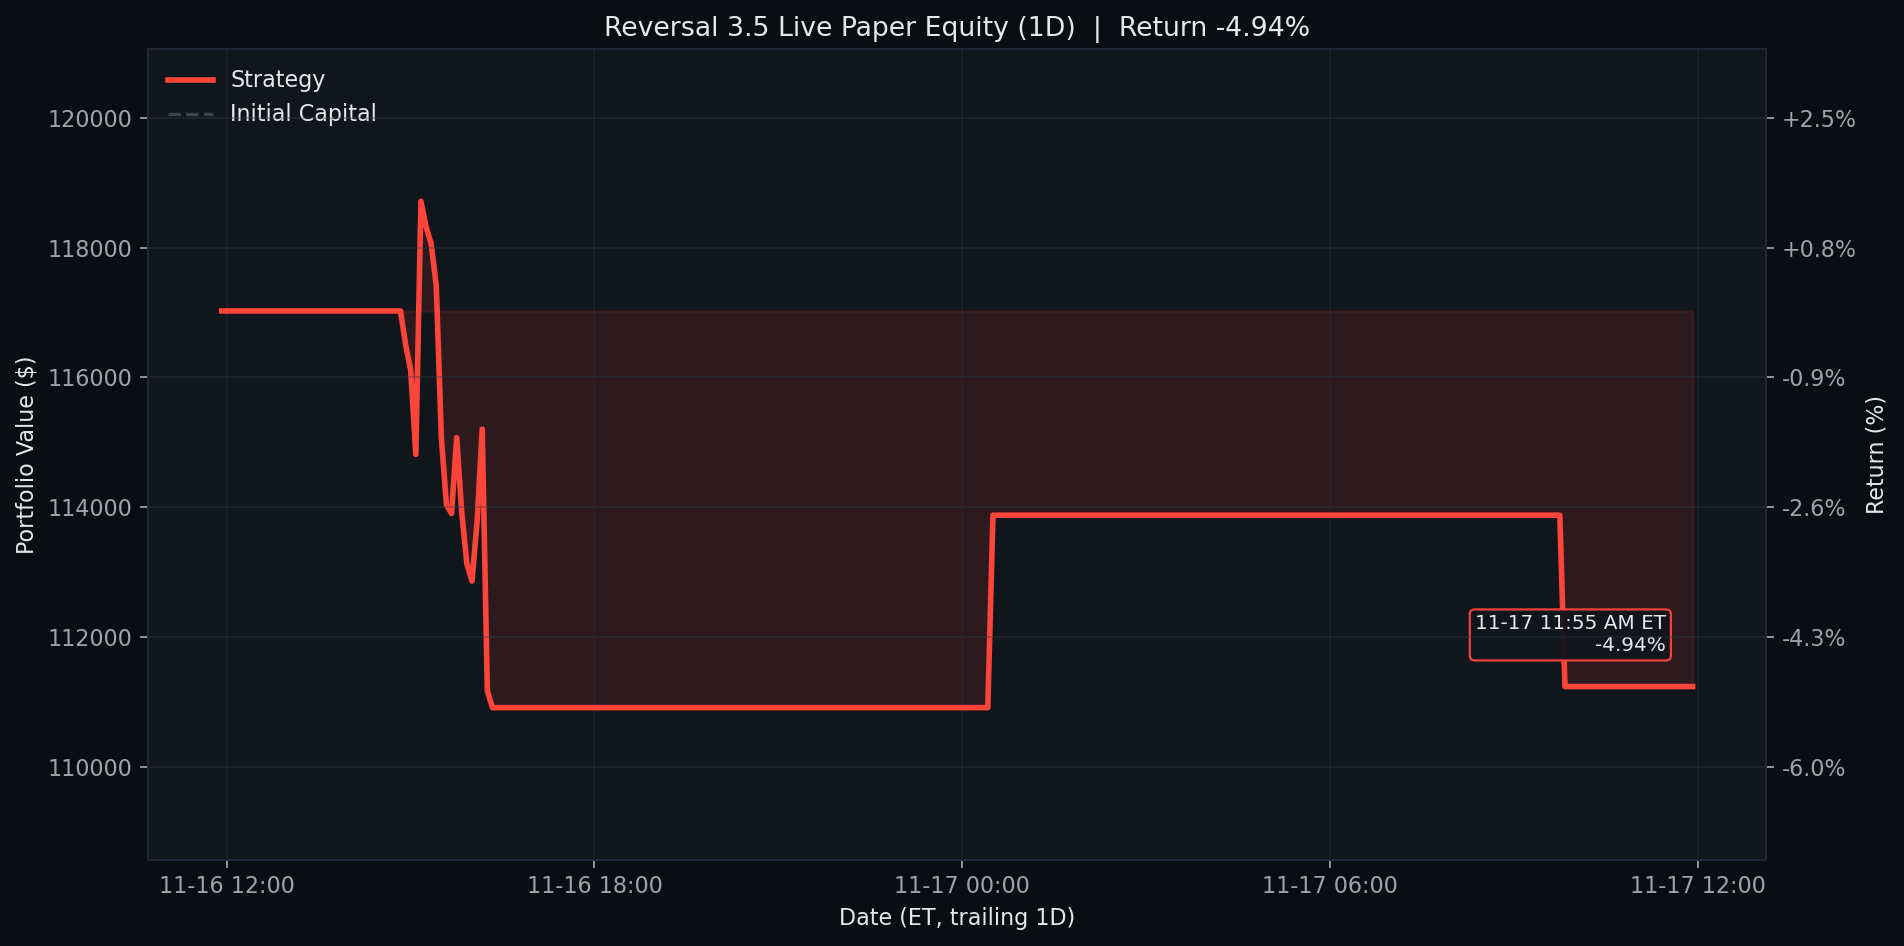 Reversal 3.5 Live Paper Equity (1D)  |  Return -4.94%
Strategy
Initial Capital
Portfolio Value ($)
120000
118000
116000
114000
112000
110000
+2.5%
+0.8%
-0.9%
-2.6%
-4.3%
-6.0%
Return (%)
11-17 11:55 AM ET
-4.94%
11-16 12:00
11-16 18:00
11-17 00:00
11-17 06:00
11-17 12:00
Date (ET, trailing 1D)